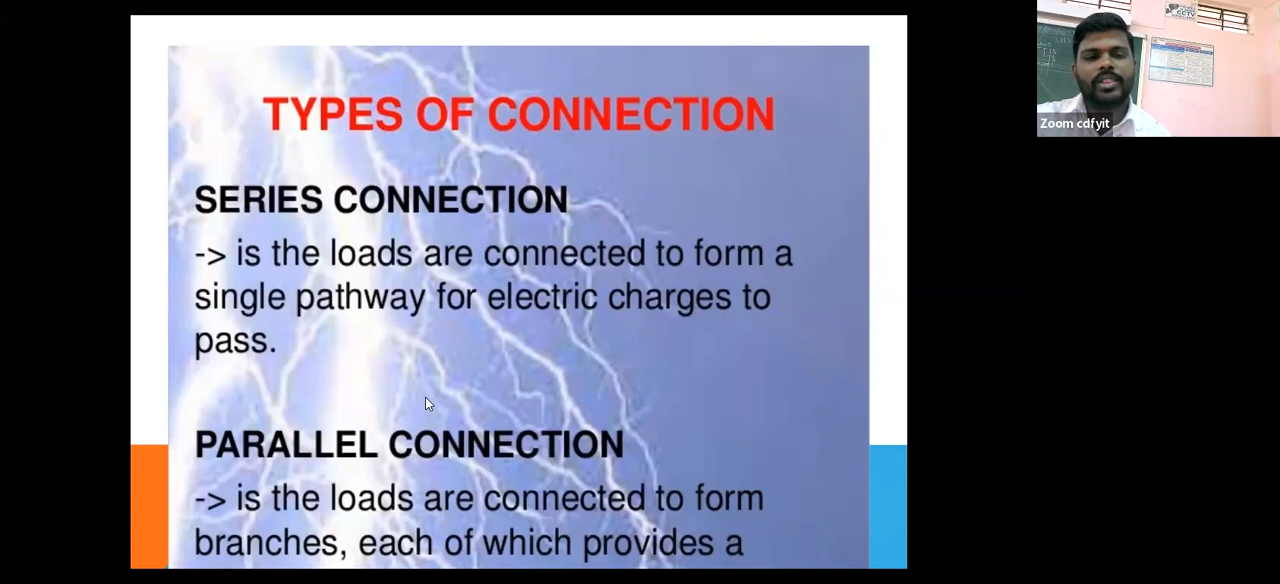 TYPES OF CONNECTION
SERIES CONNECTION
-> is the loads are connected to form a
single pathway for electric charges to
pass.
PARALLEL CONNECTION
-> is the loads are connected to form
branches, each of which provides a
CCTV
Zoom cdfyit